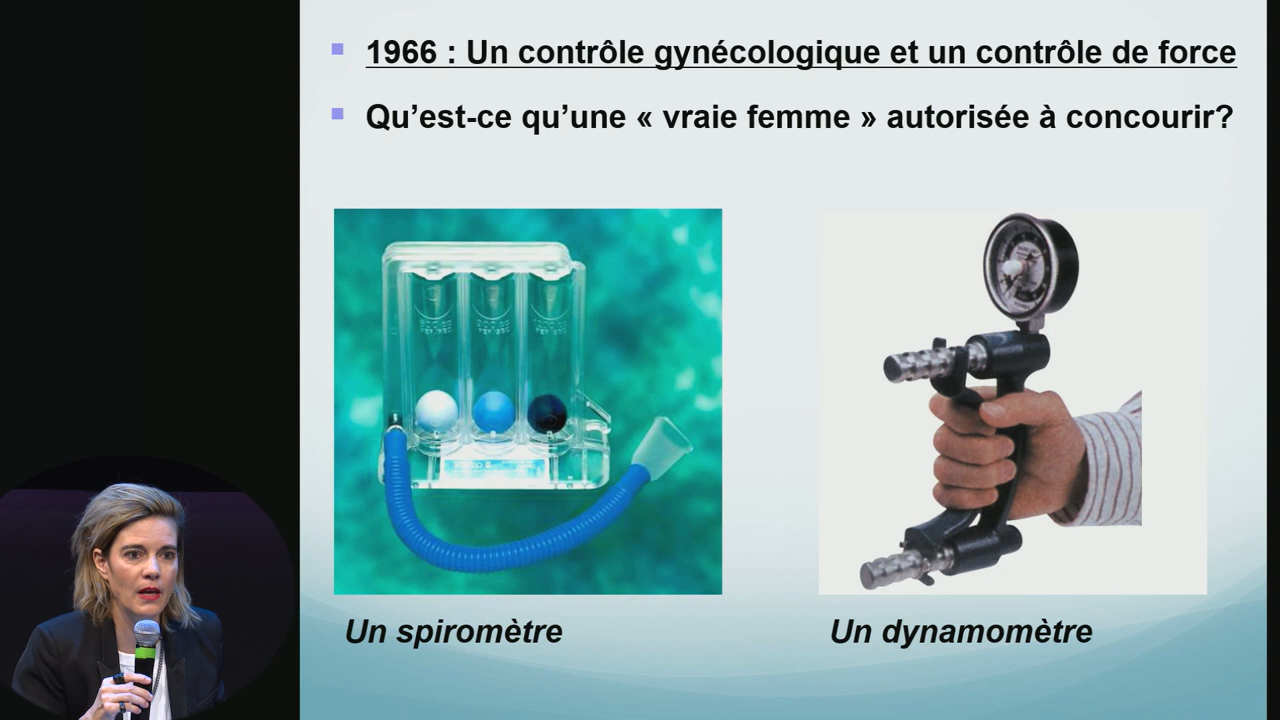 1966 : Un contrôle gynécologique et un contrôle de force
Qu’est-ce qu’une « vraie femme » autorisée à concourir?
Un spiromètre
Un dynamomètre